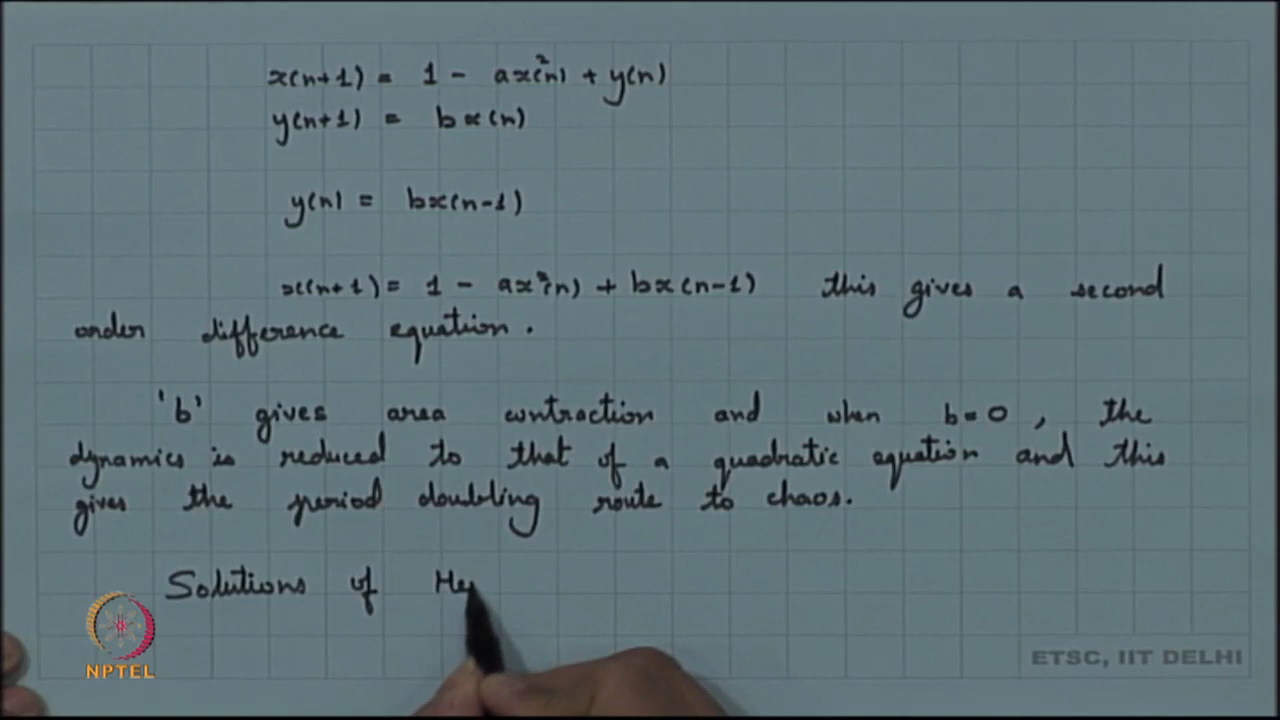 x(n+1) = 1 - ax²(n) + y(n)
y(n+1) = bx(n)
y(n) = bx(n-1)
x(n+1) = 1 - ax²(n) + bx(n-1) this gives a second
order difference equation.
'b' gives area contraction and when b=0, the
dynamics is reduced to that of a quadratic equation and this
gives the period doubling route to chaos.
Solutions of He
NPTEL
ETSC, IIT DELHI